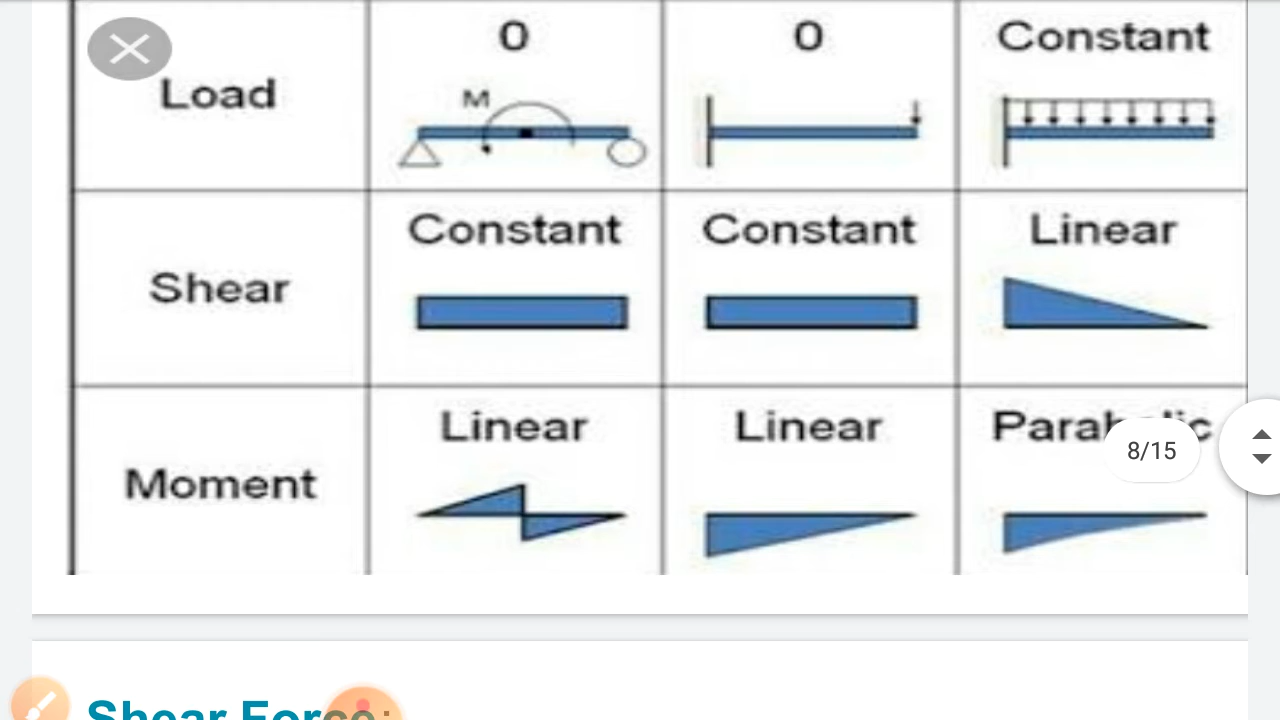 0 0 Constant
Load
M
Constant Constant Linear
Shear
Linear Linear
Moment
8/15
Shear Force: